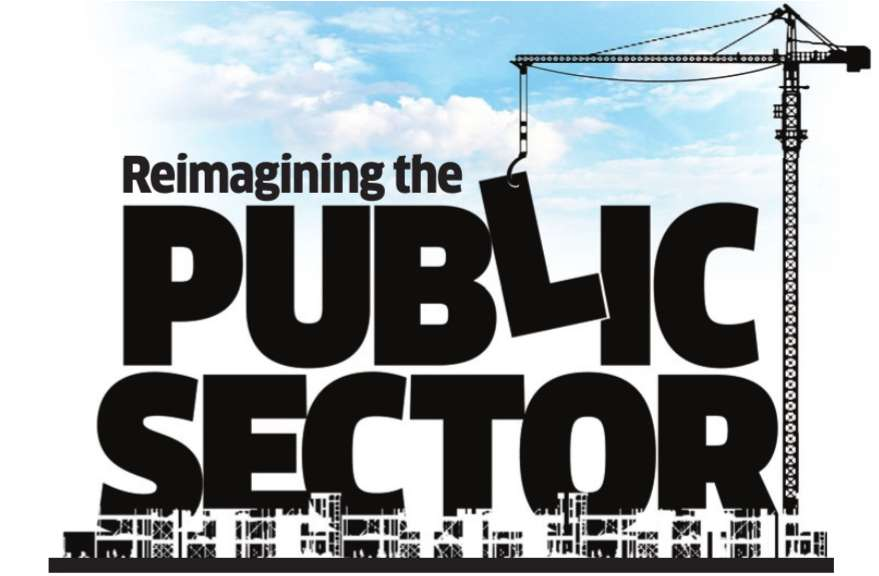 Reimagining the
PUBLIC
SECTOR